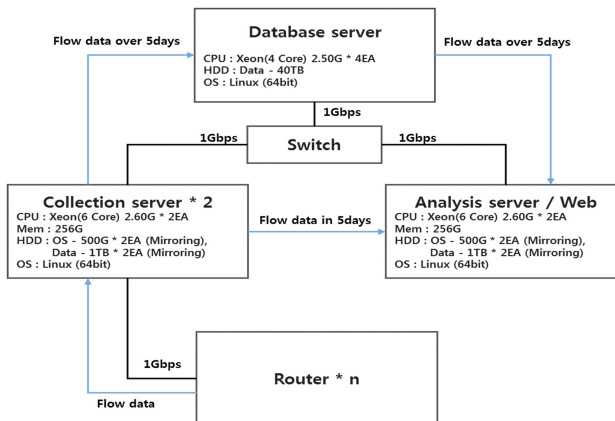 Database server
CPU : Xeon(4 Core) 2.50G * 4EA
HDD : Data - 40TB
OS : Linux (64bit)
Flow data over 5days
Flow data over 5days
1Gbps
Switch
1Gbps
1Gbps
Collection server * 2
CPU : Xeon(6 Core) 2.60G * 2EA
Mem : 256G
HDD : OS - 500G * 2EA (Mirroring),
Data - 1TB * 2EA (Mirroring)
OS : Linux (64bit)
Flow data in 5days
Analysis server / Web
CPU : Xeon(6 Core) 2.60G * 2EA
Mem : 256G
HDD : OS - 500G * 2EA (Mirroring),
Data - 1TB * 2EA (Mirroring)
OS : Linux (64bit)
1Gbps
Flow data
Router * n